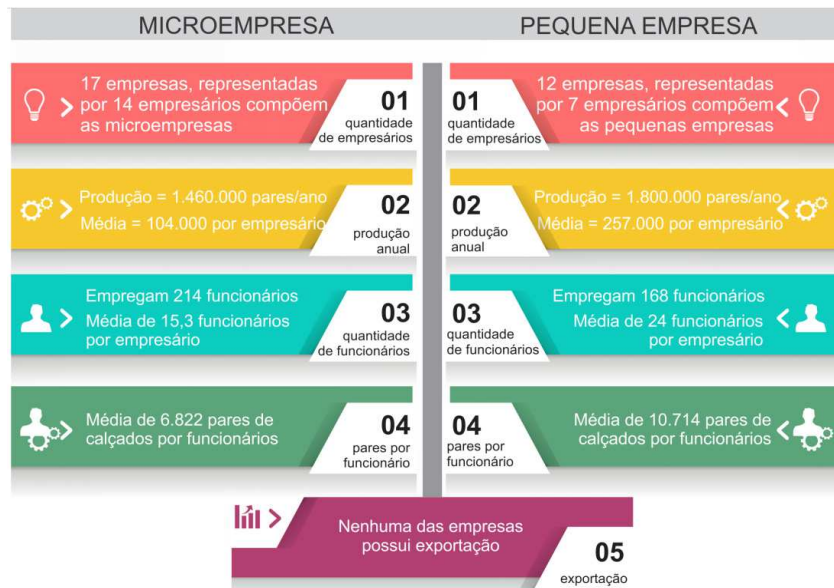 MICROEMPRESA
PEQUENA EMPRESA
17 empresas, representadas
por 14 empresários compõem
as microempresas
01
quantidade
de empresários
01
quantidade
de empresários
12 empresas, representadas
por 7 empresários compõem
as pequenas empresas
Produção = 1.460.000 pares/ano
Média = 104.000 por empresário
02
produção
anual
02
produção
anual
Produção = 1.800.000 pares/ano
Média = 257.000 por empresário
Empregam 214 funcionários
Média de 15,3 funcionários
por empresário
03
quantidade
de funcionários
03
quantidade
de funcionários
Empregam 168 funcionários
Média de 24 funcionários
por empresário
Média de 6.822 pares de
calçados por funcionários
04
pares por
funcionário
04
pares por
funcionário
Média de 10.714 pares de
calçados por funcionários
Nenhuma das empresas
possui exportação
05
exportação